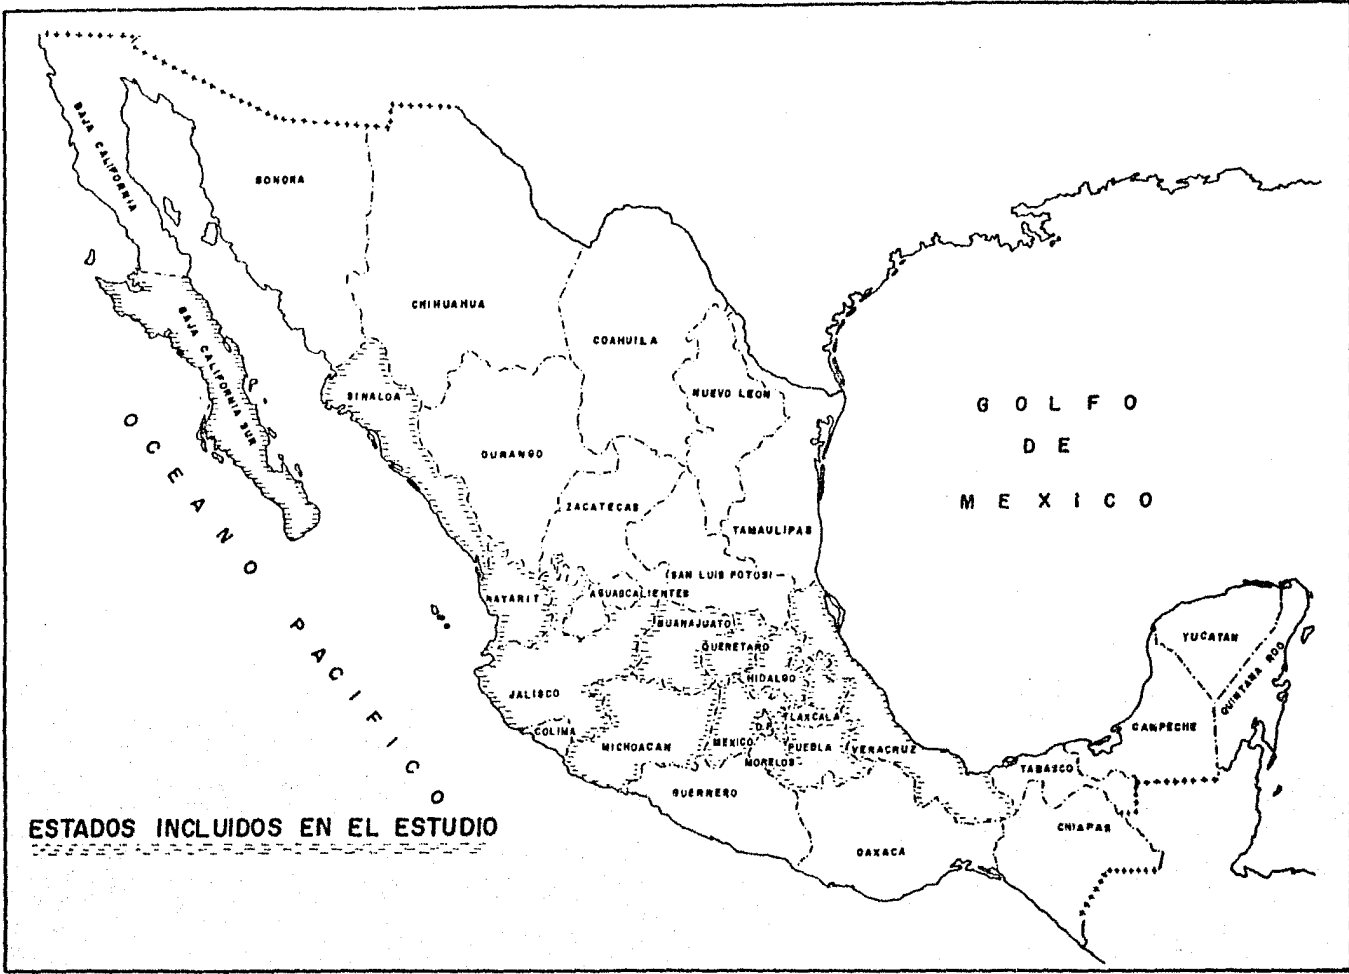 BAJA CALIFORNIA
SONORA
CHIHUAHUA
COAHUILA
BAJA CALIFORNIA SUR
SINALOA
NUEVO LEON
GOLFO
DE
MEXICO
OCEANO PACIFICO
DURANGO
ZACATECAS
TAMAULIPAS
SAN LUIS POTOSI
NAYARIT
AGUASCALIENTES
GUANAJUATO
QUERETARO
YUCATAN
HIDALGO
QUINTANA ROO
JALISCO
TLAXCALA
D.F.
CAMPECHE
COLIMA
MICHOACAN
MEXICO
PUEBLA
VERACRUZ
MORELOS
TABASCO
GUERRERO
CHIAPAS
ESTADOS INCLUIDOS EN EL ESTUDIO
OAXACA